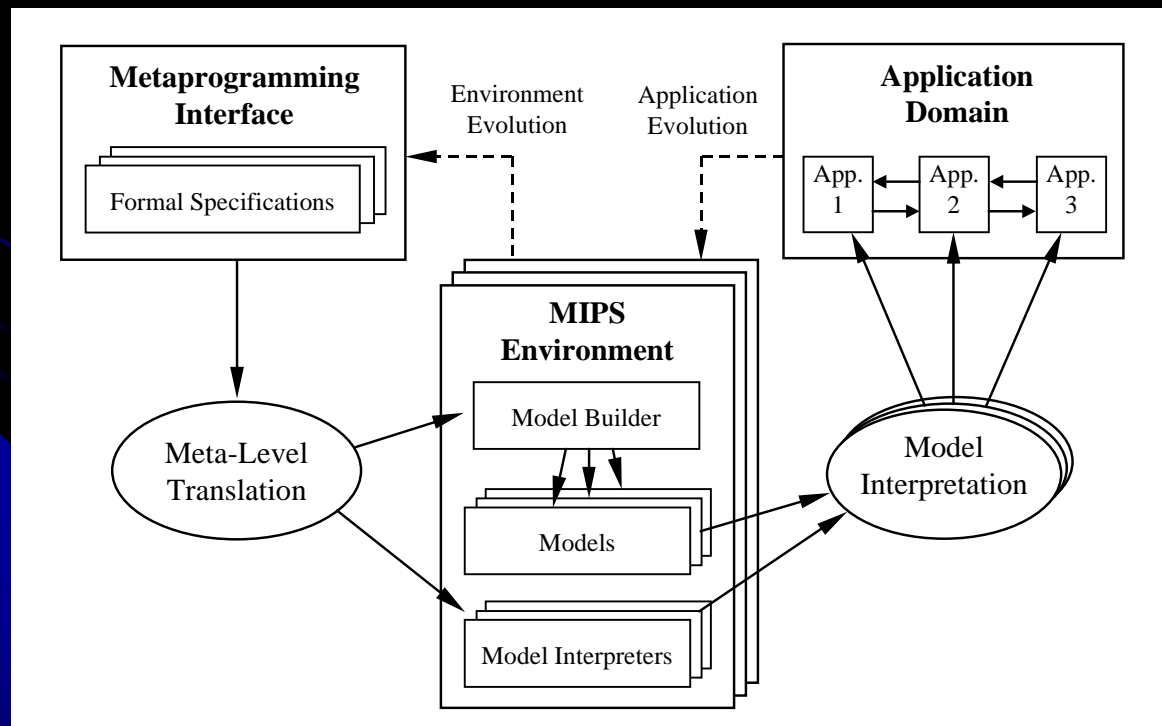 Metaprogramming
Interface
Formal Specifications
Environment
Evolution
Application
Evolution
Application
Domain
App.
1
App.
2
App.
3
Meta-Level
Translation
MIPS
Environment
Model Builder
Models
Model Interpreters
Model
Interpretation